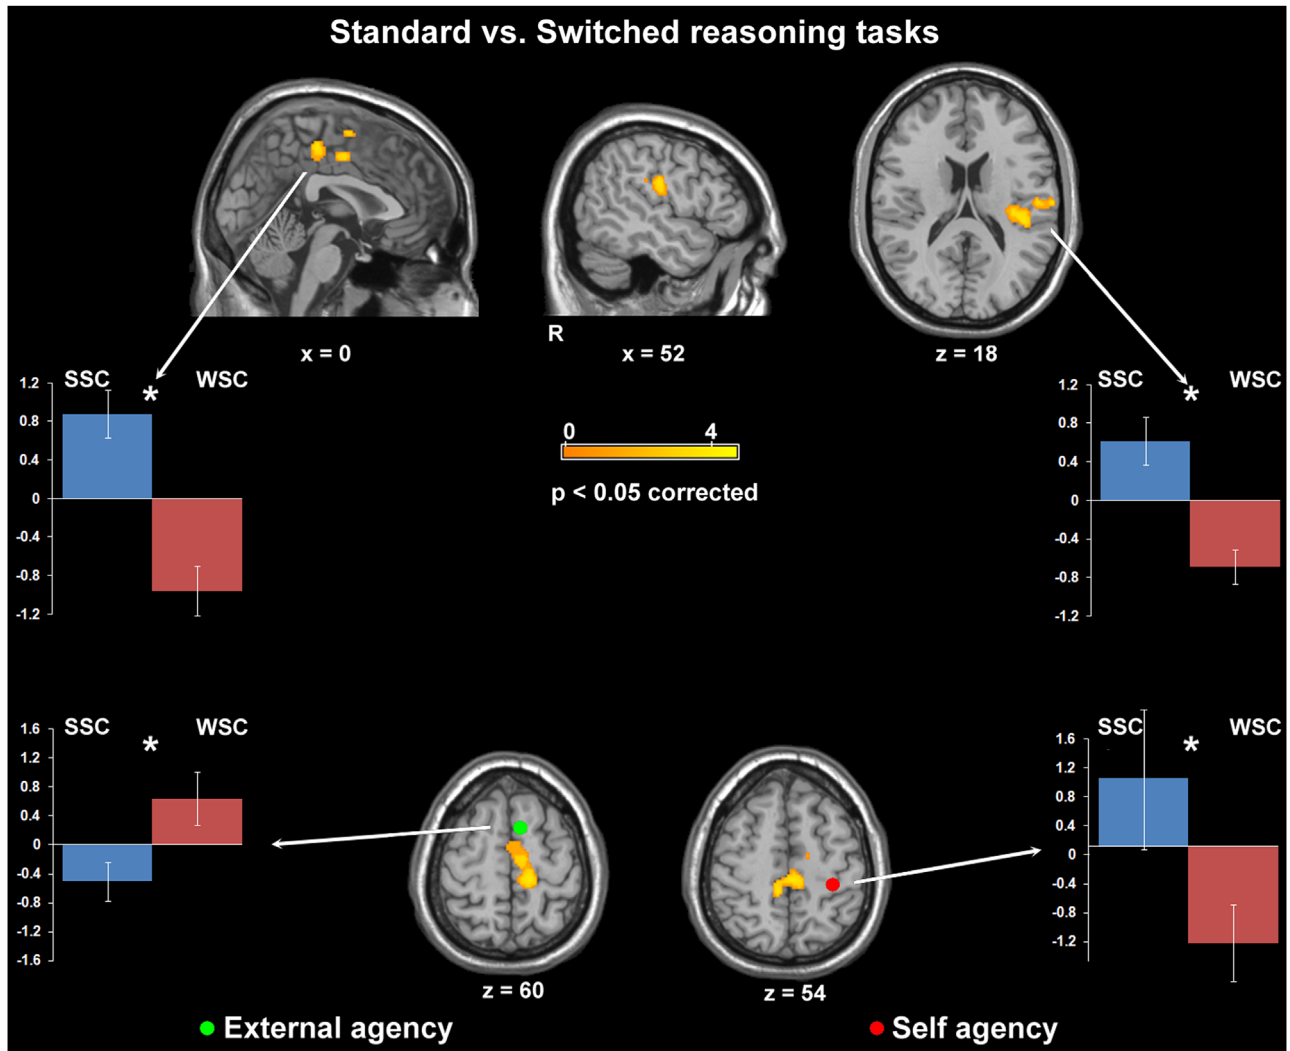 Standard vs. Switched reasoning tasks
R
x = 0
x = 52
z = 18
SSC
*
WSC
1.2
0.8
0.4
0
-0.4
-0.8
-1.2
0
4
p < 0.05 corrected
SSC
*
WSC
1.2
0.8
0.4
0
-0.4
-0.8
-1.2
SSC
*
WSC
1.6
1.2
0.8
0.4
0
-0.4
-0.8
-1.2
-1.6
z = 60
z = 54
SSC
*
WSC
1.6
1.2
0.8
0.4
0
-0.4
-0.8
-1.2
External agency
Self agency